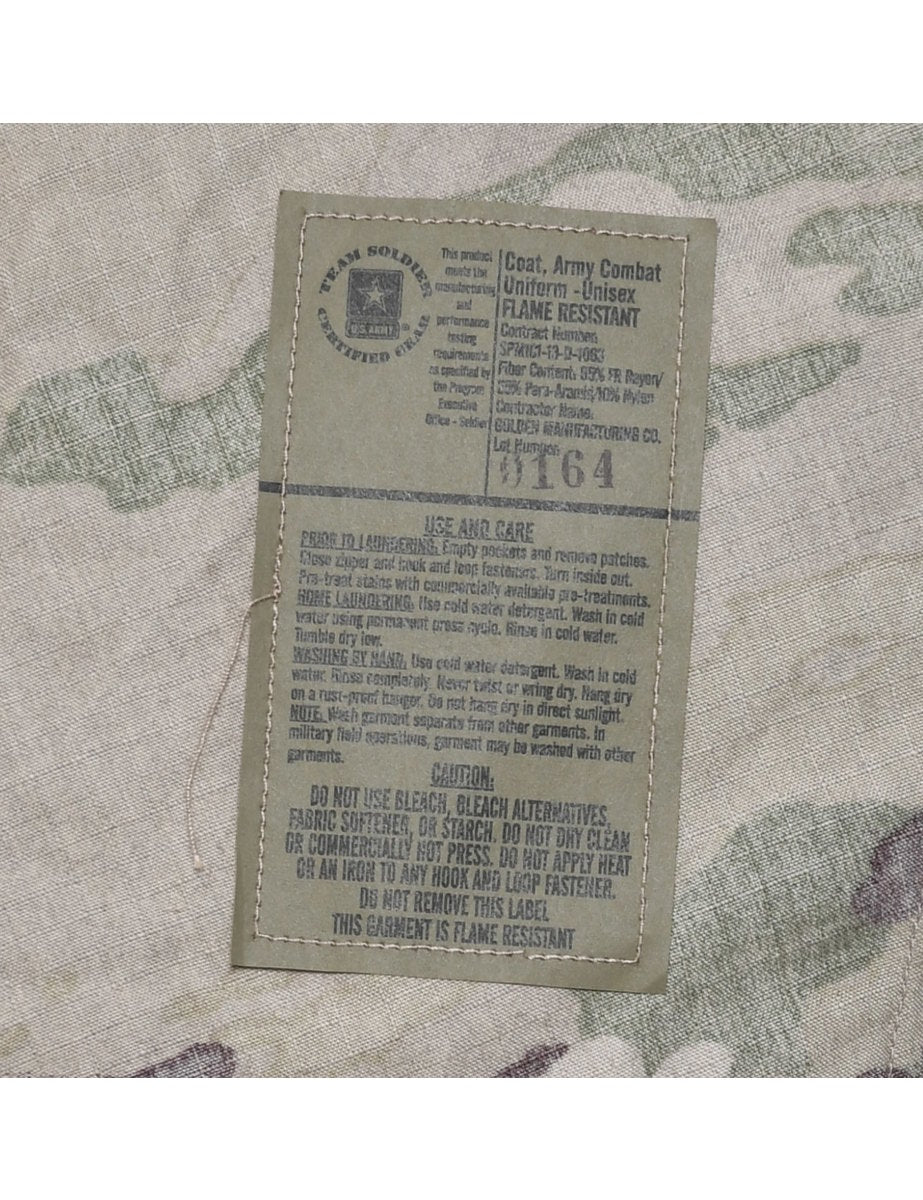 TEAM SOLDIER
U.S. ARMY
CERTIFIED GEAR
This product
meets the
manufacturing
and
performance
testing
requirements
as specified by
the Program
Executive
Office - Soldier
Coat, Army Combat
Uniform -Unisex
FLAME RESISTANT
Contract Number:
SPM1C1-13-D-1063
Fiber Content: 65% FR Rayon/
25% Para-Aramid/10% Nylon
Contractor Name:
GOLDEN MANUFACTURING CO.
Lot Number:
0164
USE AND CARE
PRIOR TO LAUNDERING: Empty pockets and remove patches.
Close zipper and hook and loop fasteners. Turn inside out.
Pre-treat stains with commercially available pre-treatments.
HOME LAUNDERING: Use cold water detergent. Wash in cold
water using permanent press cycle. Rinse in cold water.
Tumble dry low.
WASHING BY HAND: Use cold water detergent. Wash in cold
water. Rinse completely. Never twist or wring dry. Hang dry
on a rust-proof hanger. Do not hang dry in direct sunlight.
NOTE: Wash garment separate from other garments. In
military field operations, garment may be washed with other
garments.
CAUTION:
DO NOT USE BLEACH, BLEACH ALTERNATIVES,
FABRIC SOFTENER, OR STARCH. DO NOT DRY CLEAN
OR COMMERCIALLY HOT PRESS. DO NOT APPLY HEAT
OR AN IRON TO ANY HOOK AND LOOP FASTENER.
DO NOT REMOVE THIS LABEL
THIS GARMENT IS FLAME RESISTANT